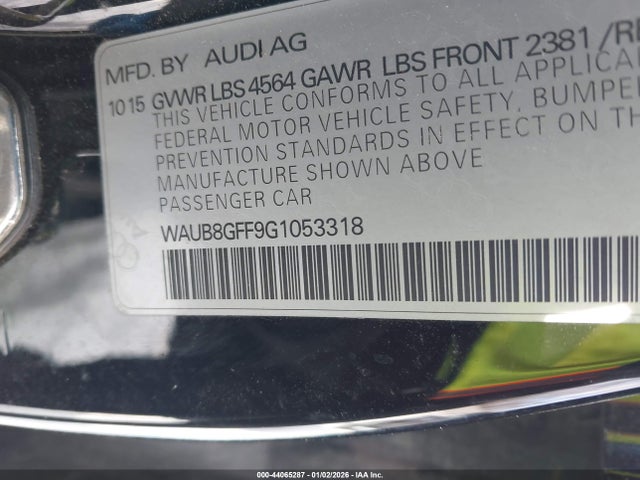 MFD. BY AUDI AG
10 15 GVWR LBS 4564 GAWR LBS FRONT 2381
THIS VEHICLE CONFORMS TO ALL
FEDERAL MOTOR VEHICLE SAFETY, BUMPER
PREVENTION STANDARDS IN EFFECT ON
MANUFACTURE SHOWN ABOVE
PASSENGER CAR
WAUB8GFF9G1053318
000-44065287 - 01/02/2026 - IAA Inc.